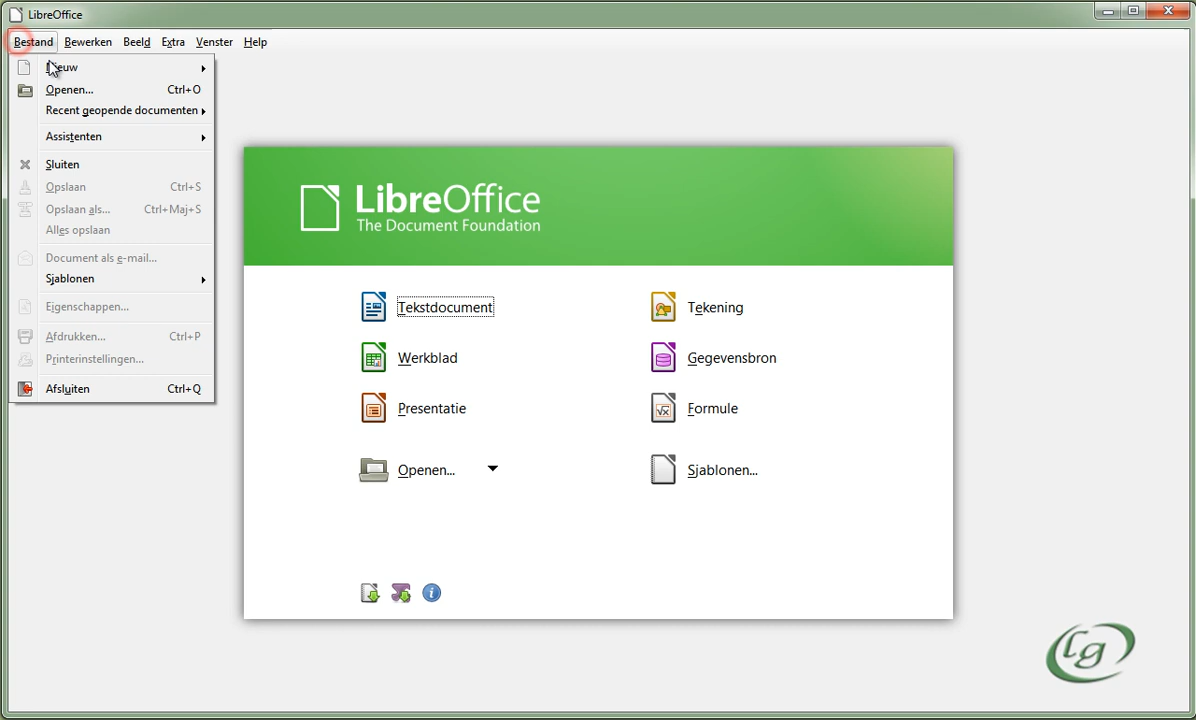 LibreOffice
Bestand Bewerken Beeld Extra Venster Help
Openen... Ctrl+O
Recent geopende documenten
Assistenten
Sluiten
Opslaan Ctrl+S
Opslaan als... Ctrl+Maj+S
Alles opslaan
Document als e-mail...
Sjablonen
Eigenschappen...
Afdrukken... Ctrl+P
Printerinstellingen...
Afsluiten Ctrl+Q
LibreOffice
The Document Foundation
Tekstdocument Tekening
Werkblad Gegevensbron
Presentatie Formule
Openen... Sjablonen...
Lg